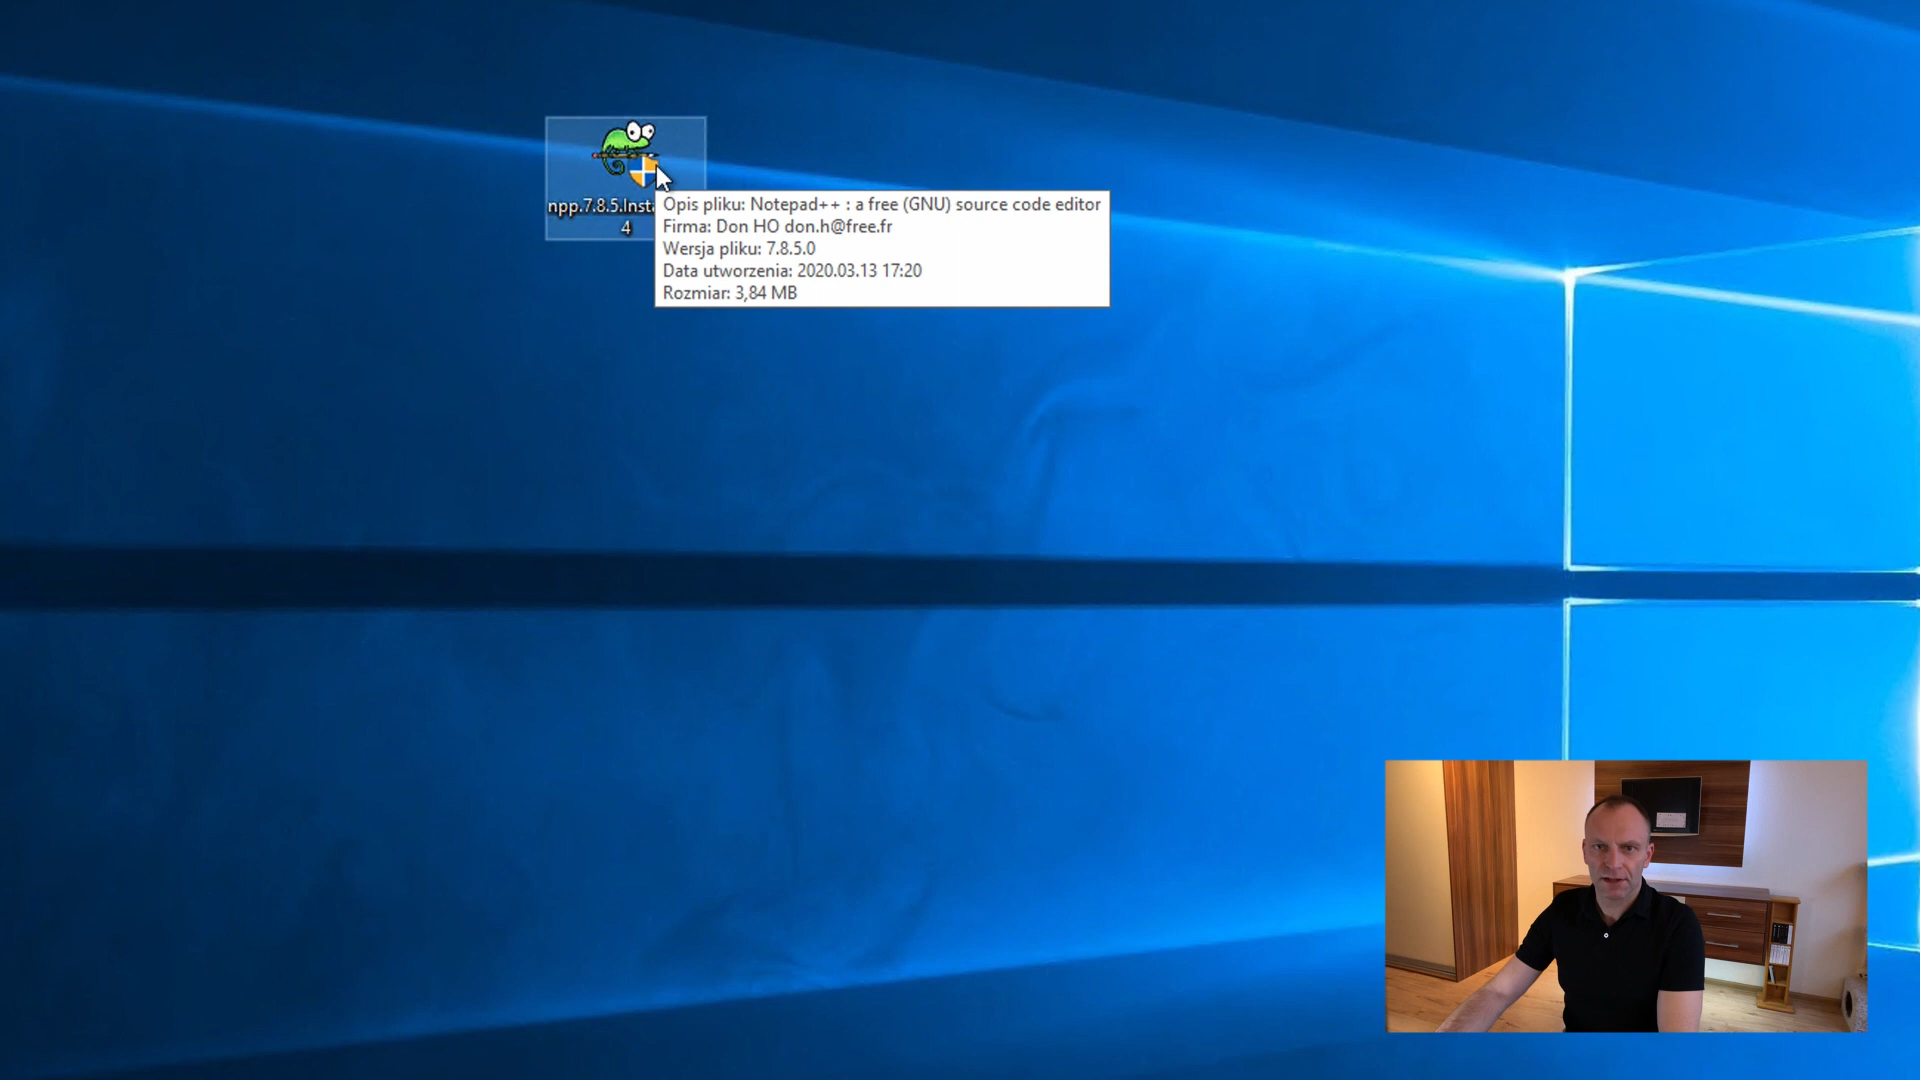 npp.7.8.5.Insta
4
Opis pliku: Notepad++ : a free (GNU) source code editor
Firma: Don HO don.h@free.fr
Wersja pliku: 7.8.5.0
Data utworzenia: 2020.03.13 17:20
Rozmiar: 3,84 MB